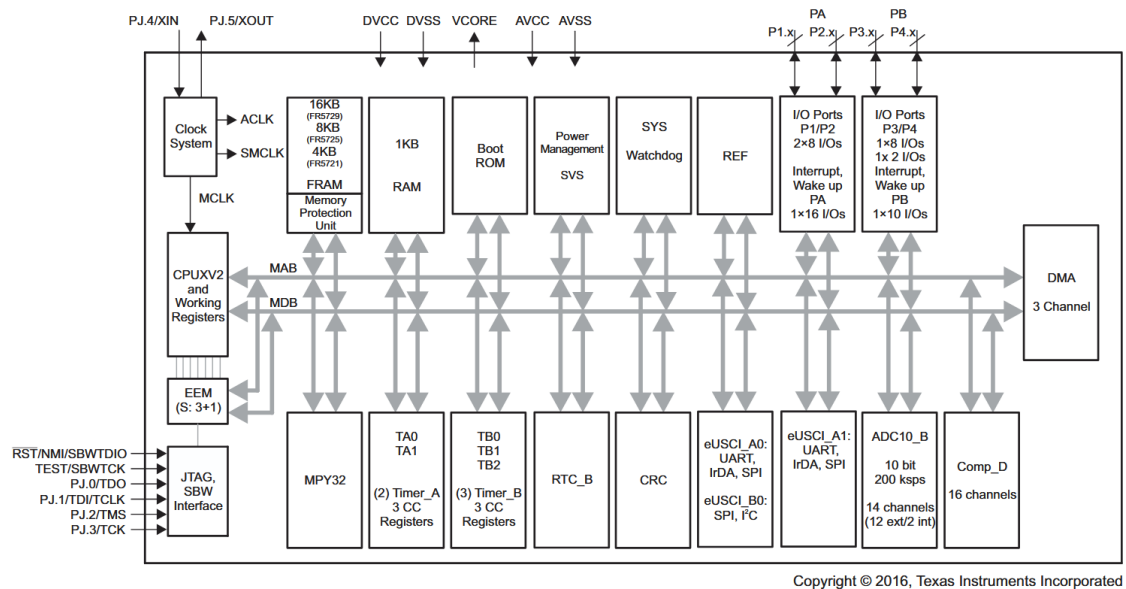 PJ.4/XIN
PJ.5/XOUT
DVCC
DVSS
VCORE
AVCC
AVSS
PA
PB
P1.x
P2.x
P3.x
P4.x
Clock
System
ACLK
SMCLK
MCLK
16KB
(FR5729)
8KB
(FR5725)
4KB
(FR5721)
FRAM
Memory
Protection
Unit
1KB
RAM
Boot
ROM
Power
Management
SVS
SYS
Watchdog
REF
I/O Ports
P1/P2
2×8 I/Os
Interrupt,
Wake up
PA
1×16 I/Os
I/O Ports
P3/P4
1×8 I/Os
1x 2 I/Os
Interrupt,
Wake up
PB
1×10 I/Os
CPUXV2
and
Working
Registers
MAB
MDB
DMA
3 Channel
EEM
(S: 3+1)
RST/NMI/SBWTDIO
TEST/SBWTCK
PJ.0/TDO
PJ.1/TDI/TCLK
PJ.2/TMS
PJ.3/TCK
JTAG,
SBW
Interface
MPY32
TA0
TA1
(2) Timer_A
3 CC
Registers
TB0
TB1
TB2
(3) Timer_B
3 CC
Registers
RTC_B
CRC
eUSCI_A0:
UART,
IrDA, SPI
eUSCI_B0:
SPI, I²C
eUSCI_A1:
UART,
IrDA, SPI
ADC10_B
10 bit
200 ksps
14 channels
(12 ext/2 int)
Comp_D
16 channels
Copyright © 2016, Texas Instruments Incorporated